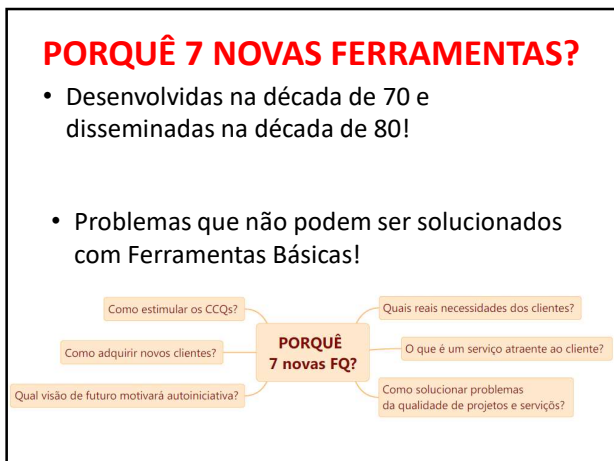 PORQUÊ 7 NOVAS FERRAMENTAS?
• Desenvolvidas na década de 70 e
disseminadas na década de 80!
• Problemas que não podem ser solucionados
com Ferramentas Básicas!
Como estimular os CCQs?
Como adquirir novos clientes?
Qual visão de futuro motivará autoiniciativa?
PORQUÊ
7 novas FQ?
Quais reais necessidades dos clientes?
O que é um serviço atraente ao cliente?
Como solucionar problemas
da qualidade de projetos e serviçõs?